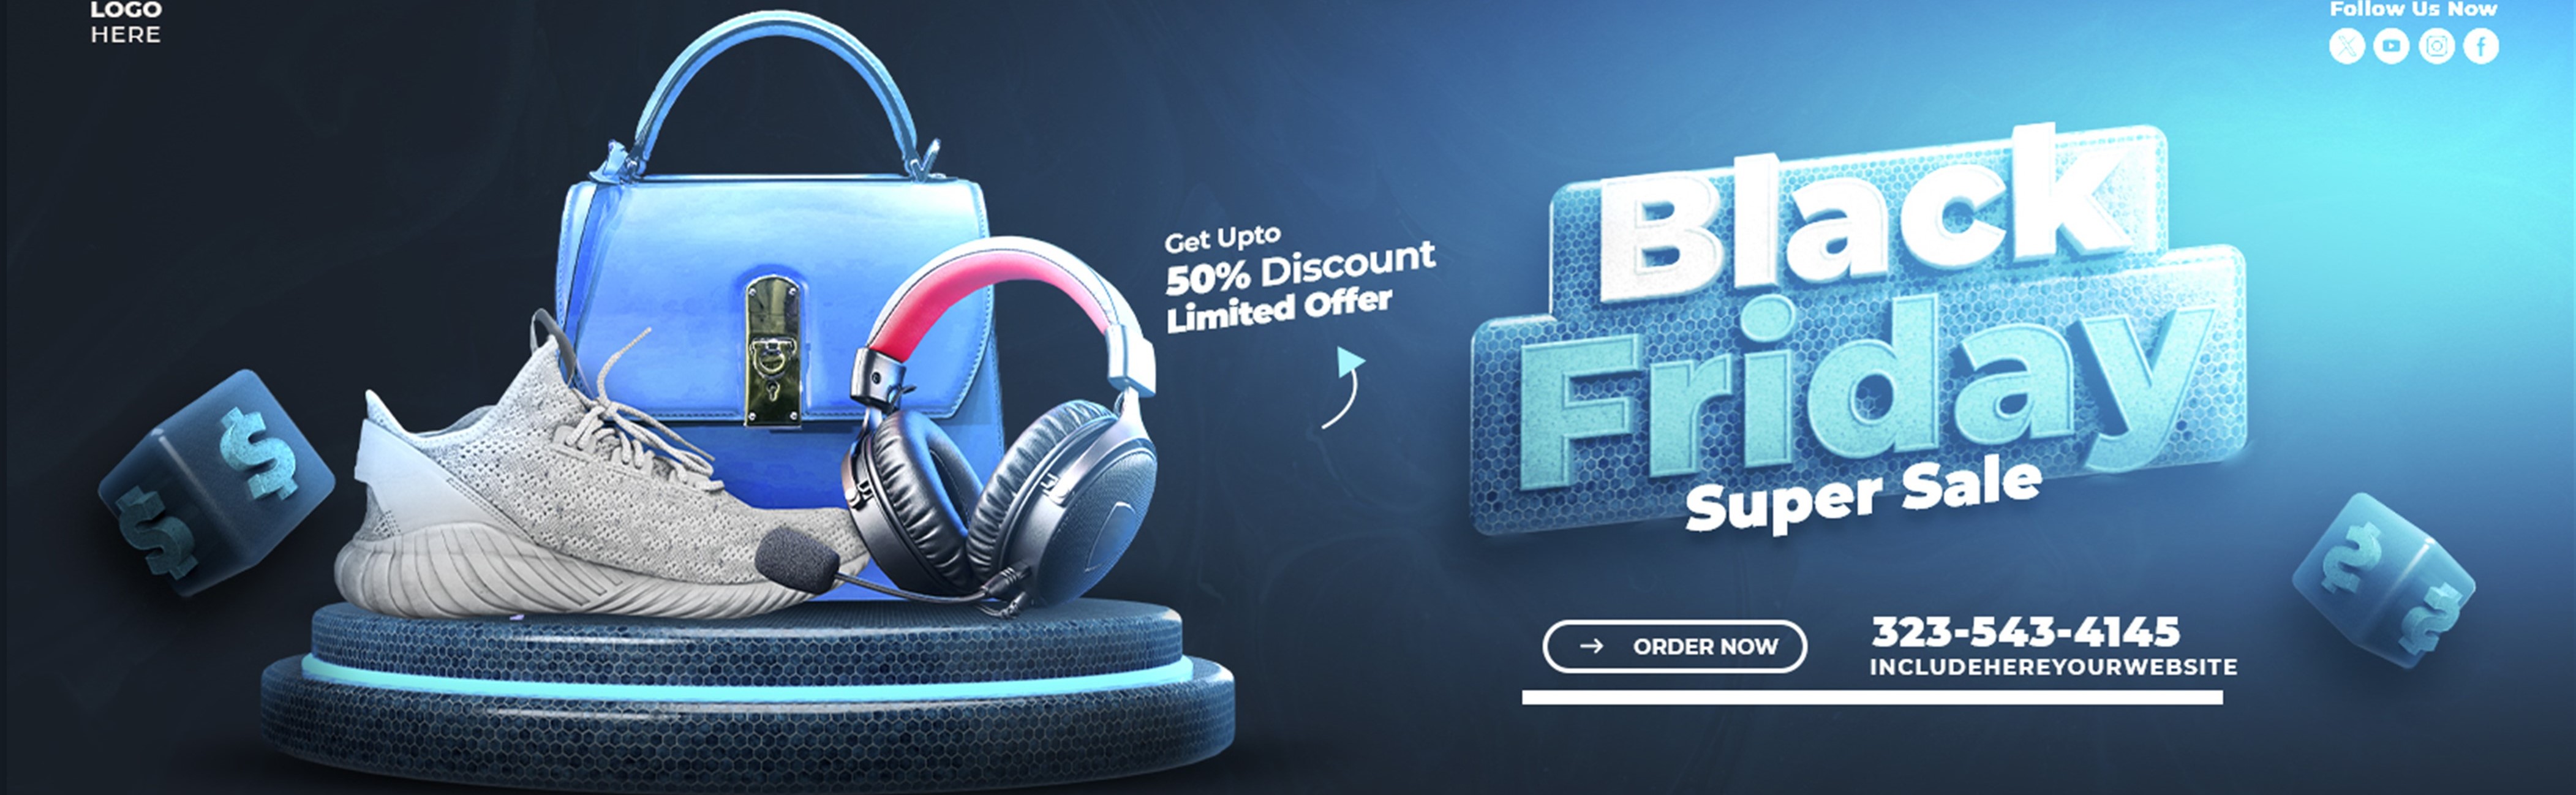 LOGO
HERE
Follow Us Now
Get Upto
50% Discount
Limited Offer
Black
Friday
Super Sale
$
$
$
$
→ ORDER NOW
323-543-4145
INCLUDEHEREYOURWEBSITE